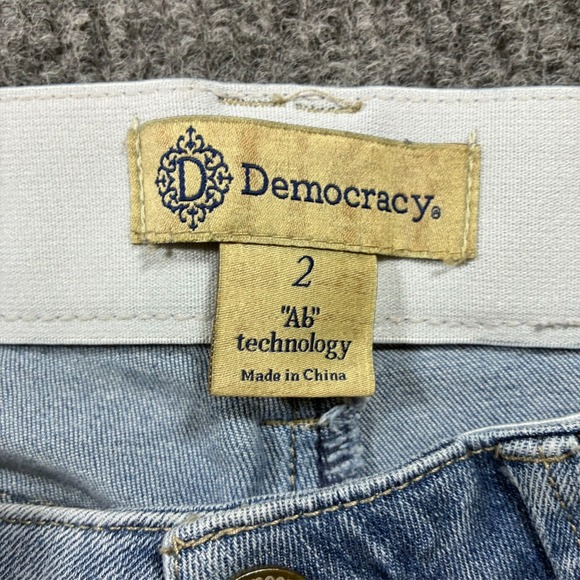 D Democracy®
2
"Ab"
technology
Made in China